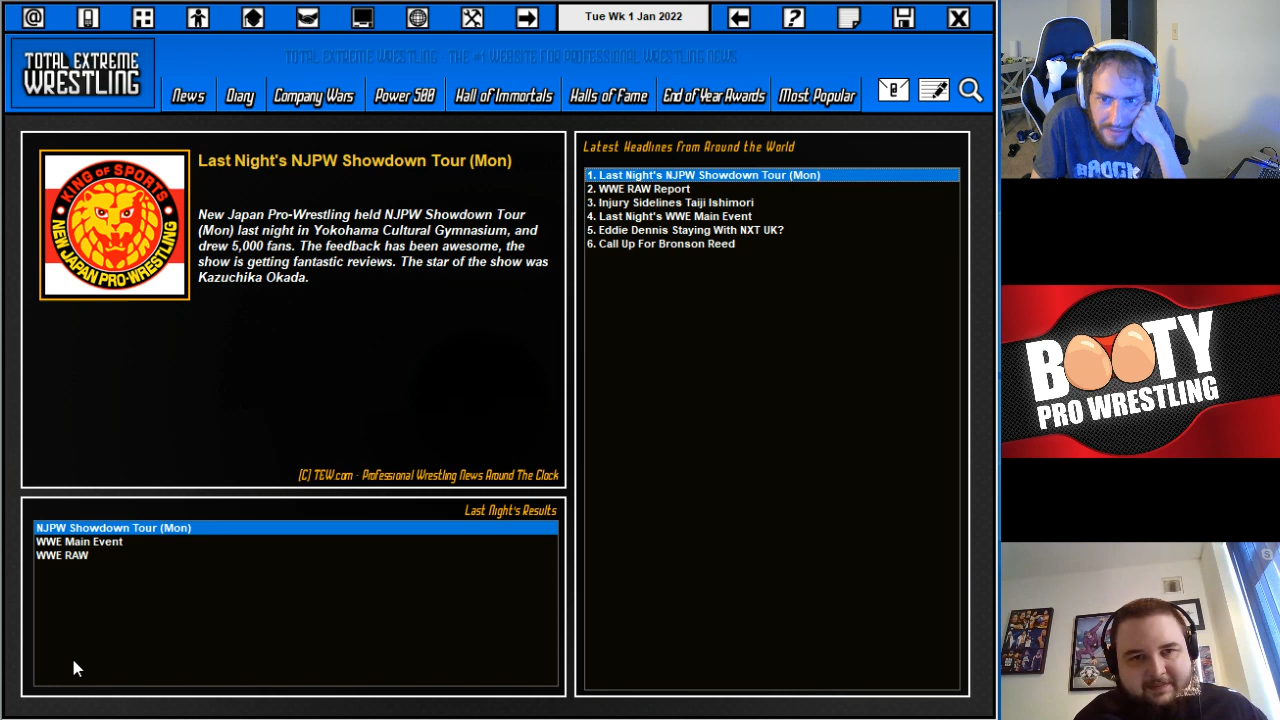 Tue Wk 1 Jan 2022
TOTAL EXTREME
WRESTLING
TOTAL EXTREME WRESTLING THE #1 WEBSITE FOR PROFESSIONAL WRESTLING NEWS
News
Diary
Company Wars
Power 500
Hall of Immortals
Halls of Fame
End of Year Awards
Most Popular
KING OF SPORTS
NEW JAPAN PRO-WRESTLING
Last Night's NJPW Showdown Tour (Mon)
New Japan Pro-Wrestling held NJPW Showdown Tour
(Mon) last night in Yokohama Cultural Gymnasium, and
drew 5,000 fans. The feedback has been awesome, the
show is getting fantastic reviews. The star of the show was
Kazuchika Okada.
(C) TEW.com - Professional Wrestling News Around The Clock
Last Night's Results
NJPW Showdown Tour (Mon)
WWE Main Event
WWE RAW
Latest Headlines From Around the World
1. Last Night's NJPW Showdown Tour (Mon)
2. WWE RAW Report
3. Injury Sidelines Taiji Ishimori
4. Last Night's WWE Main Event
5. Eddie Dennis Staying With NXT UK?
6. Call Up For Bronson Reed
BROCK
BOOTY
PRO WRESTLING